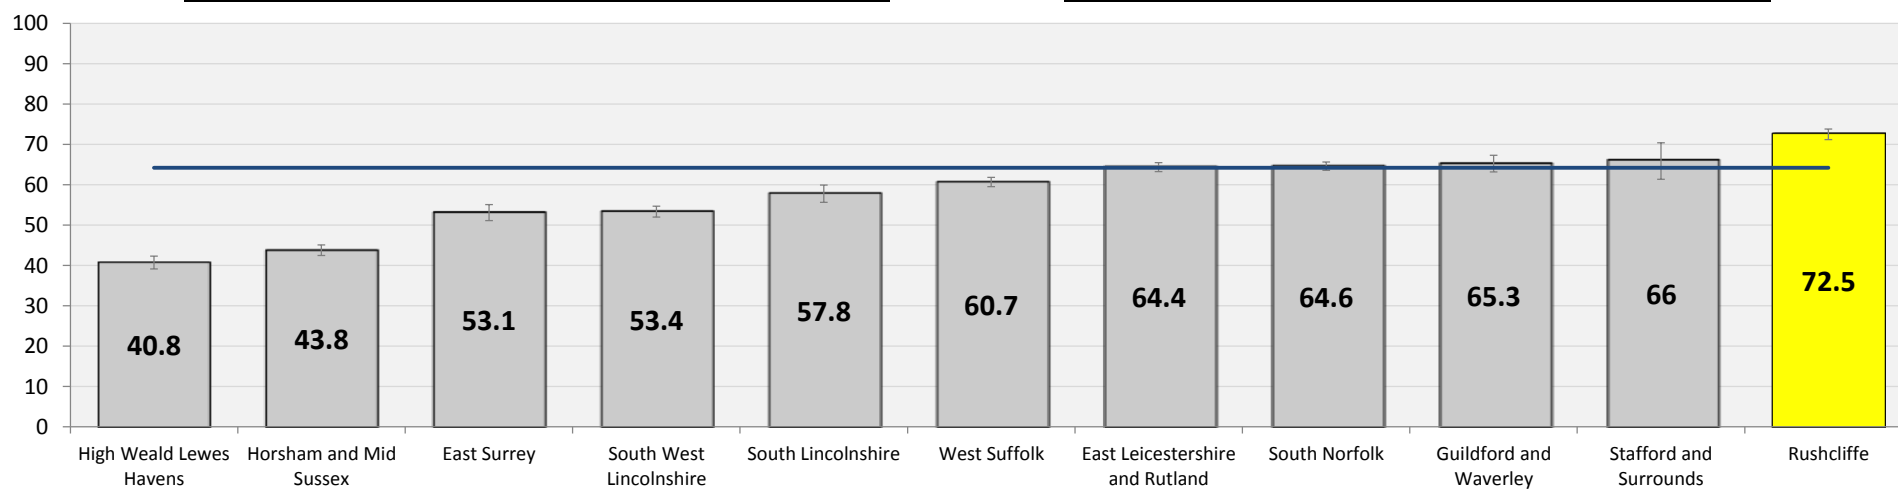 100
90
80
70
60
50
40
30
20
10
0
40.8
43.8
53.1
53.4
57.8
60.7
64.4
64.6
65.3
66
72.5
High Weald Lewes
Havens
Horsham and Mid
Sussex
East Surrey
South West
Lincolnshire
South Lincolnshire
West Suffolk
East Leicestershire
and Rutland
South Norfolk
Guildford and
Waverley
Stafford and
Surrounds
Rushcliffe